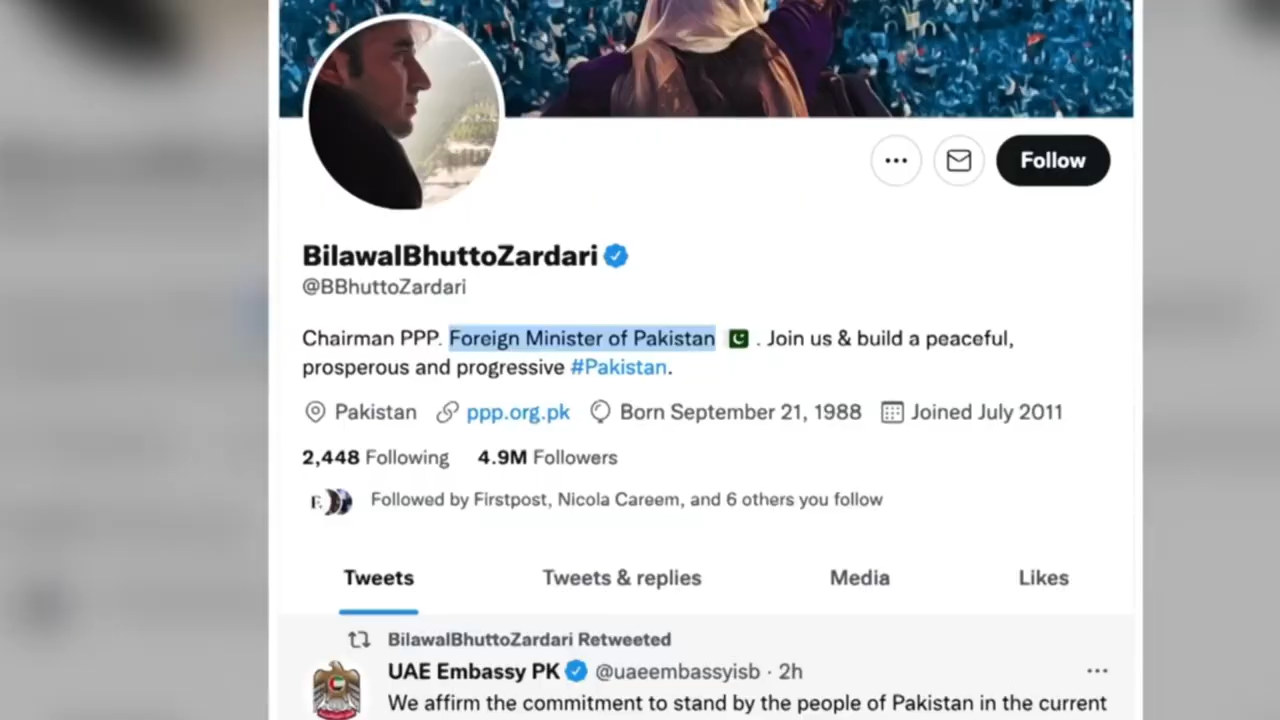 Follow
BilawalBhuttoZardari
@BBhuttoZardari
Chairman PPP. Foreign Minister of Pakistan 🇵🇰 . Join us & build a peaceful,
prosperous and progressive #Pakistan.
Pakistan ppp.org.pk Born September 21, 1988 Joined July 2011
2,448 Following 4.9M Followers
Followed by Firstpost, Nicola Careem, and 6 others you follow
Tweets Tweets & replies Media Likes
BilawalBhuttoZardari Retweeted
UAE Embassy PK @uaeembassyisb · 2h
We affirm the commitment to stand by the people of Pakistan in the current